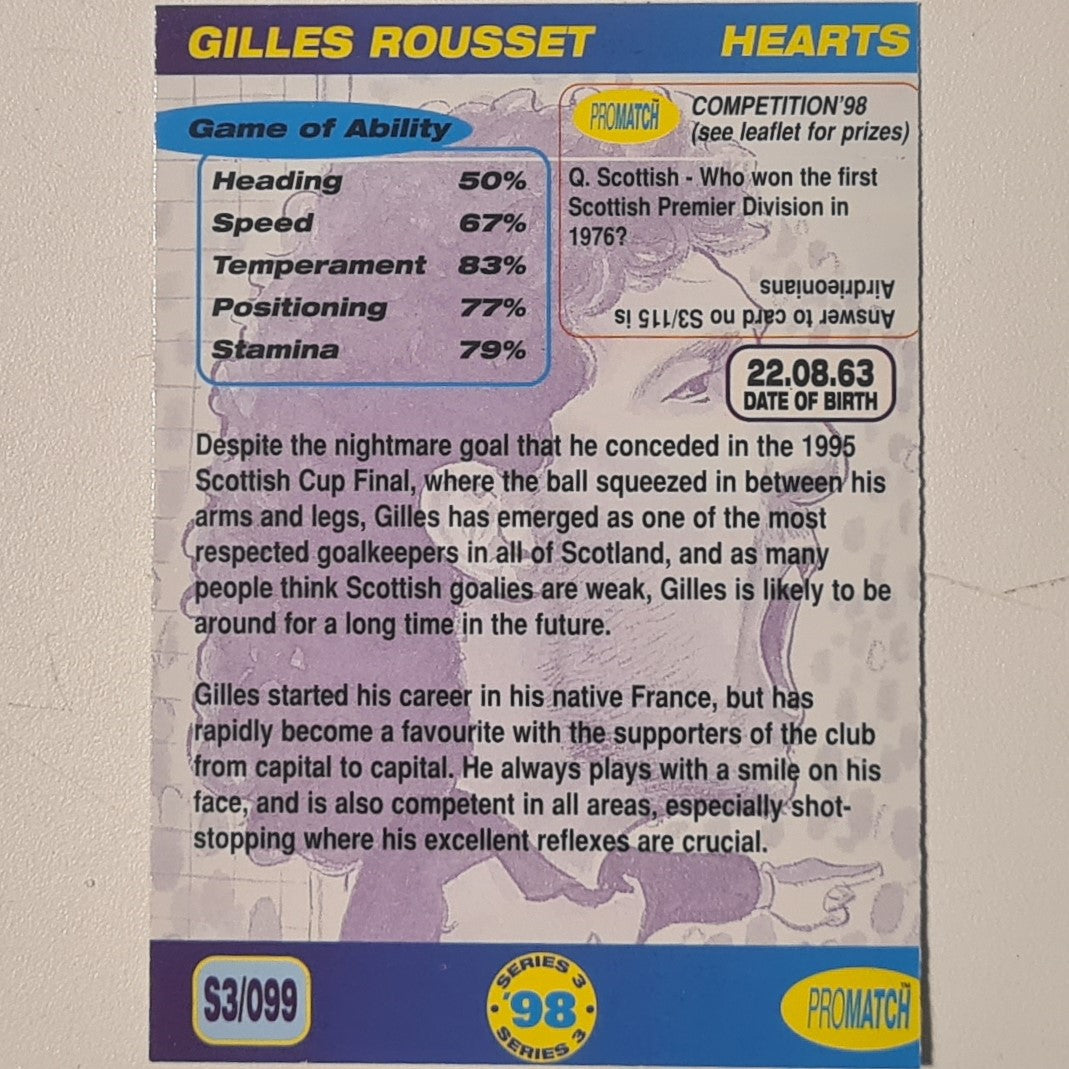 GILLES ROUSSET HEARTS
Game of Ability
Heading 50%
Speed 67%
Temperament 83%
Positioning 77%
Stamina 79%
PROMATCH™
COMPETITION'98
(see leaflet for prizes)
Q. Scottish - Who won the first
Scottish Premier Division in
1976?
Answer to card no S3/115 is
Airdrieonians
22.08.63
DATE OF BIRTH
Despite the nightmare goal that he conceded in the 1995
Scottish Cup Final, where the ball squeezed in between his
arms and legs, Gilles has emerged as one of the most
respected goalkeepers in all of Scotland, and as many
people think Scottish goalies are weak, Gilles is likely to be
around for a long time in the future.
Gilles started his career in his native France, but has
rapidly become a favourite with the supporters of the club
from capital to capital. He always plays with a smile on his
face, and is also competent in all areas, especially shot-
stopping where his excellent reflexes are crucial.
S3/099
SERIES 3
'98
SERIES 3
PROMATCH™